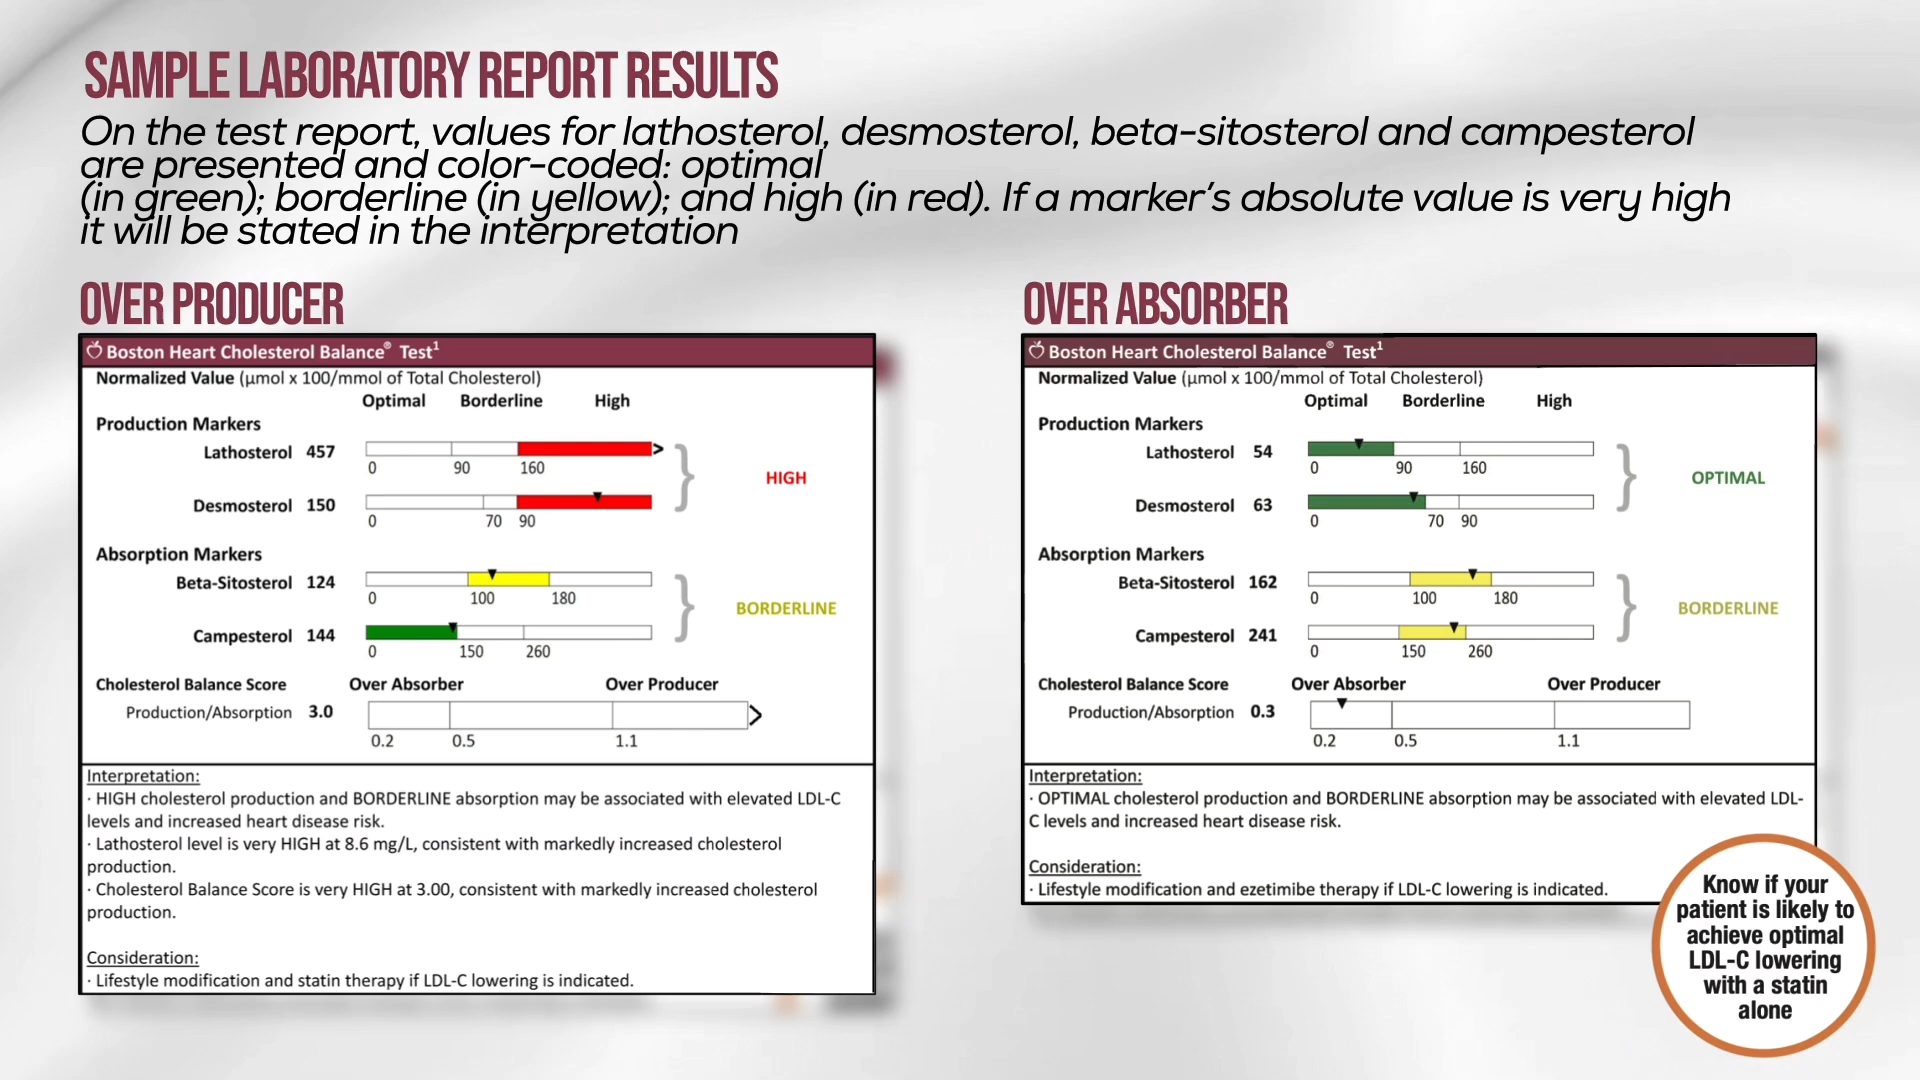 SAMPLE LABORATORY REPORT RESULTS
On the test report, values for lathosterol, desmosterol, beta-sitosterol and campesterol
are presented and color-coded: optimal
(in green); borderline (in yellow); and high (in red). If a marker's absolute value is very high
it will be stated in the interpretation
OVER PRODUCER
Boston Heart Cholesterol Balance® Test¹
Normalized Value (µmol x 100/mmol of Total Cholesterol)
Optimal Borderline High
Production Markers
Lathosterol 457
>
0 90 160
HIGH
Desmosterol 150
0 70 90
Absorption Markers
Beta-Sitosterol 124
0 100 180
BORDERLINE
Campesterol 144
0 150 260
Cholesterol Balance Score Over Absorber Over Producer
Production/Absorption 3.0
>
0.2 0.5 1.1
Interpretation:
· HIGH cholesterol production and BORDERLINE absorption may be associated with elevated LDL-C
levels and increased heart disease risk.
· Lathosterol level is very HIGH at 8.6 mg/L, consistent with markedly increased cholesterol
production.
· Cholesterol Balance Score is very HIGH at 3.00, consistent with markedly increased cholesterol
production.
Consideration:
· Lifestyle modification and statin therapy if LDL-C lowering is indicated.
OVER ABSORBER
Boston Heart Cholesterol Balance® Test¹
Normalized Value (µmol x 100/mmol of Total Cholesterol)
Optimal Borderline High
Production Markers
Lathosterol 54
0 90 160
OPTIMAL
Desmosterol 63
0 70 90
Absorption Markers
Beta-Sitosterol 162
0 100 180
BORDERLINE
Campesterol 241
0 150 260
Cholesterol Balance Score Over Absorber Over Producer
Production/Absorption 0.3
0.2 0.5 1.1
Interpretation:
· OPTIMAL cholesterol production and BORDERLINE absorption may be associated with elevated LDL-
C levels and increased heart disease risk.
Consideration:
· Lifestyle modification and ezetimibe therapy if LDL-C lowering is indicated.
Know if your
patient is likely to
achieve optimal
LDL-C lowering
with a statin
alone